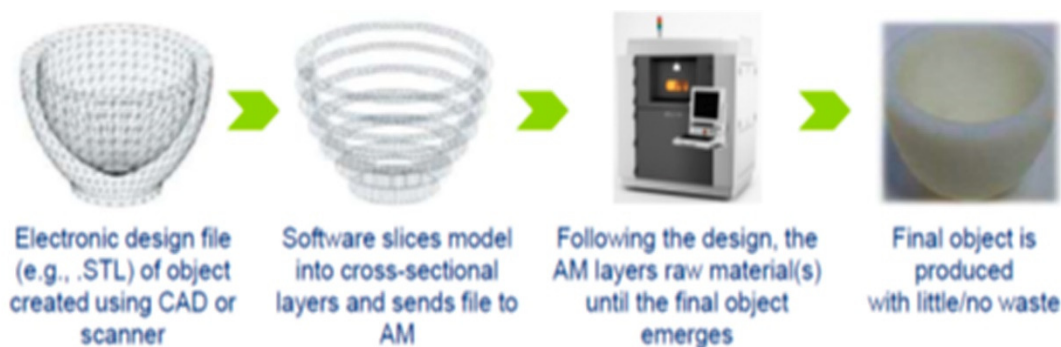 Electronic design file
(e.g., .STL) of object
created using CAD or
scanner
Software slices model
into cross-sectional
layers and sends file to
AM
Following the design, the
AM layers raw material(s)
until the final object
emerges
Final object is
produced
with little/no waste